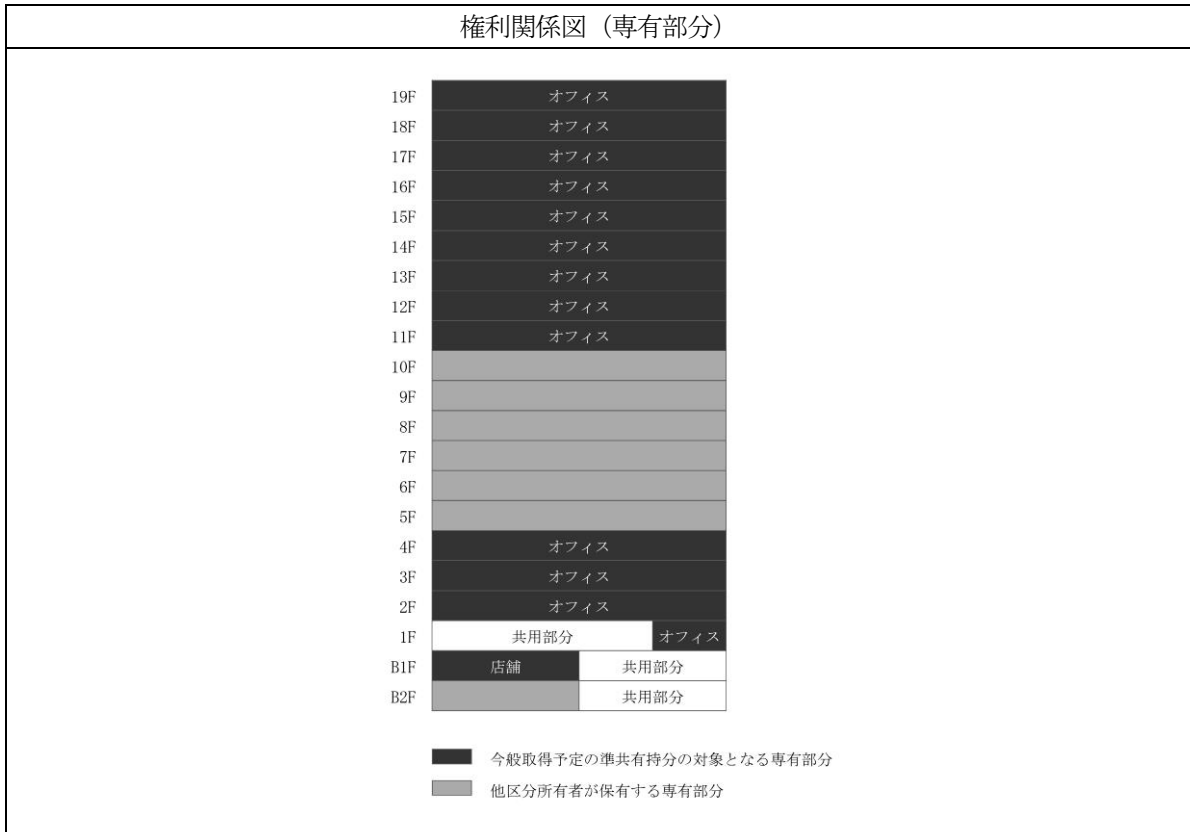 権利関係図（専有部分）
19F オフィス
18F オフィス
17F オフィス
16F オフィス
15F オフィス
14F オフィス
13F オフィス
12F オフィス
11F オフィス
10F
9F
8F
7F
6F
5F
4F オフィス
3F オフィス
2F オフィス
1F 共用部分 オフィス
B1F 店舗 共用部分
B2F 共用部分
今般取得予定の準共有持分の対象となる専有部分
他区分所有者が保有する専有部分